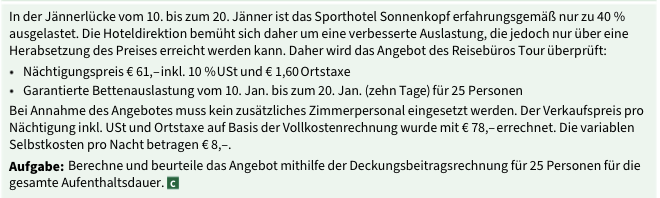 In der Jännerlücke vom 10. bis zum 20. Jänner ist das Sporthotel Sonnenkopf erfahrungsgemäß nur zu 40 %
ausgelastet. Die Hoteldirektion bemüht sich daher um eine verbesserte Auslastung, die jedoch nur über eine
Herabsetzung des Preises erreicht werden kann. Daher wird das Angebot des Reisebüros Tour überprüft:
• Nächtigungspreis € 61,– inkl. 10 % USt und € 1,60 Ortstaxe
• Garantierte Bettenauslastung vom 10. Jan. bis zum 20. Jan. (zehn Tage) für 25 Personen
Bei Annahme des Angebotes muss kein zusätzliches Zimmerpersonal eingesetzt werden. Der Verkaufspreis pro
Nächtigung inkl. USt und Ortstaxe auf Basis der Vollkostenrechnung wurde mit € 78,– errechnet. Die variablen
Selbstkosten pro Nacht betragen € 8,–.
Aufgabe: Berechne und beurteile das Angebot mithilfe der Deckungsbeitragsrechnung für 25 Personen für die
gesamte Aufenthaltsdauer. C